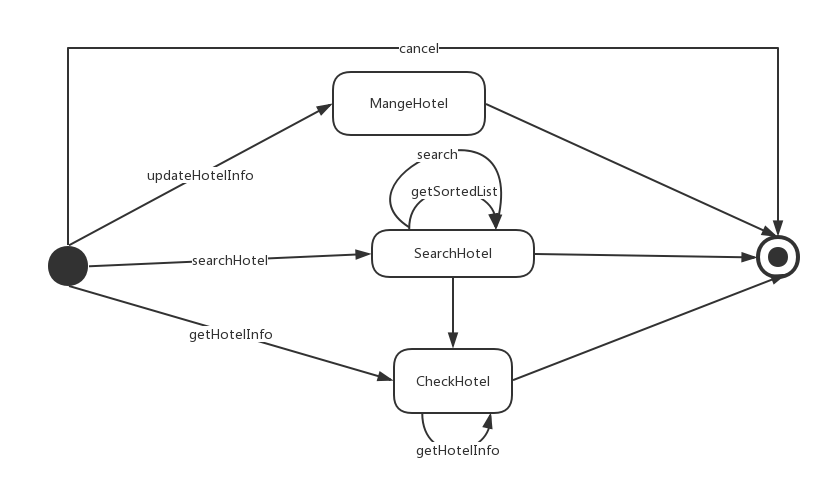 cancel
MangeHotel
search
updateHotelInfo
getSortedList
searchHotel
SearchHotel
getHotelInfo
CheckHotel
getHotelInfo